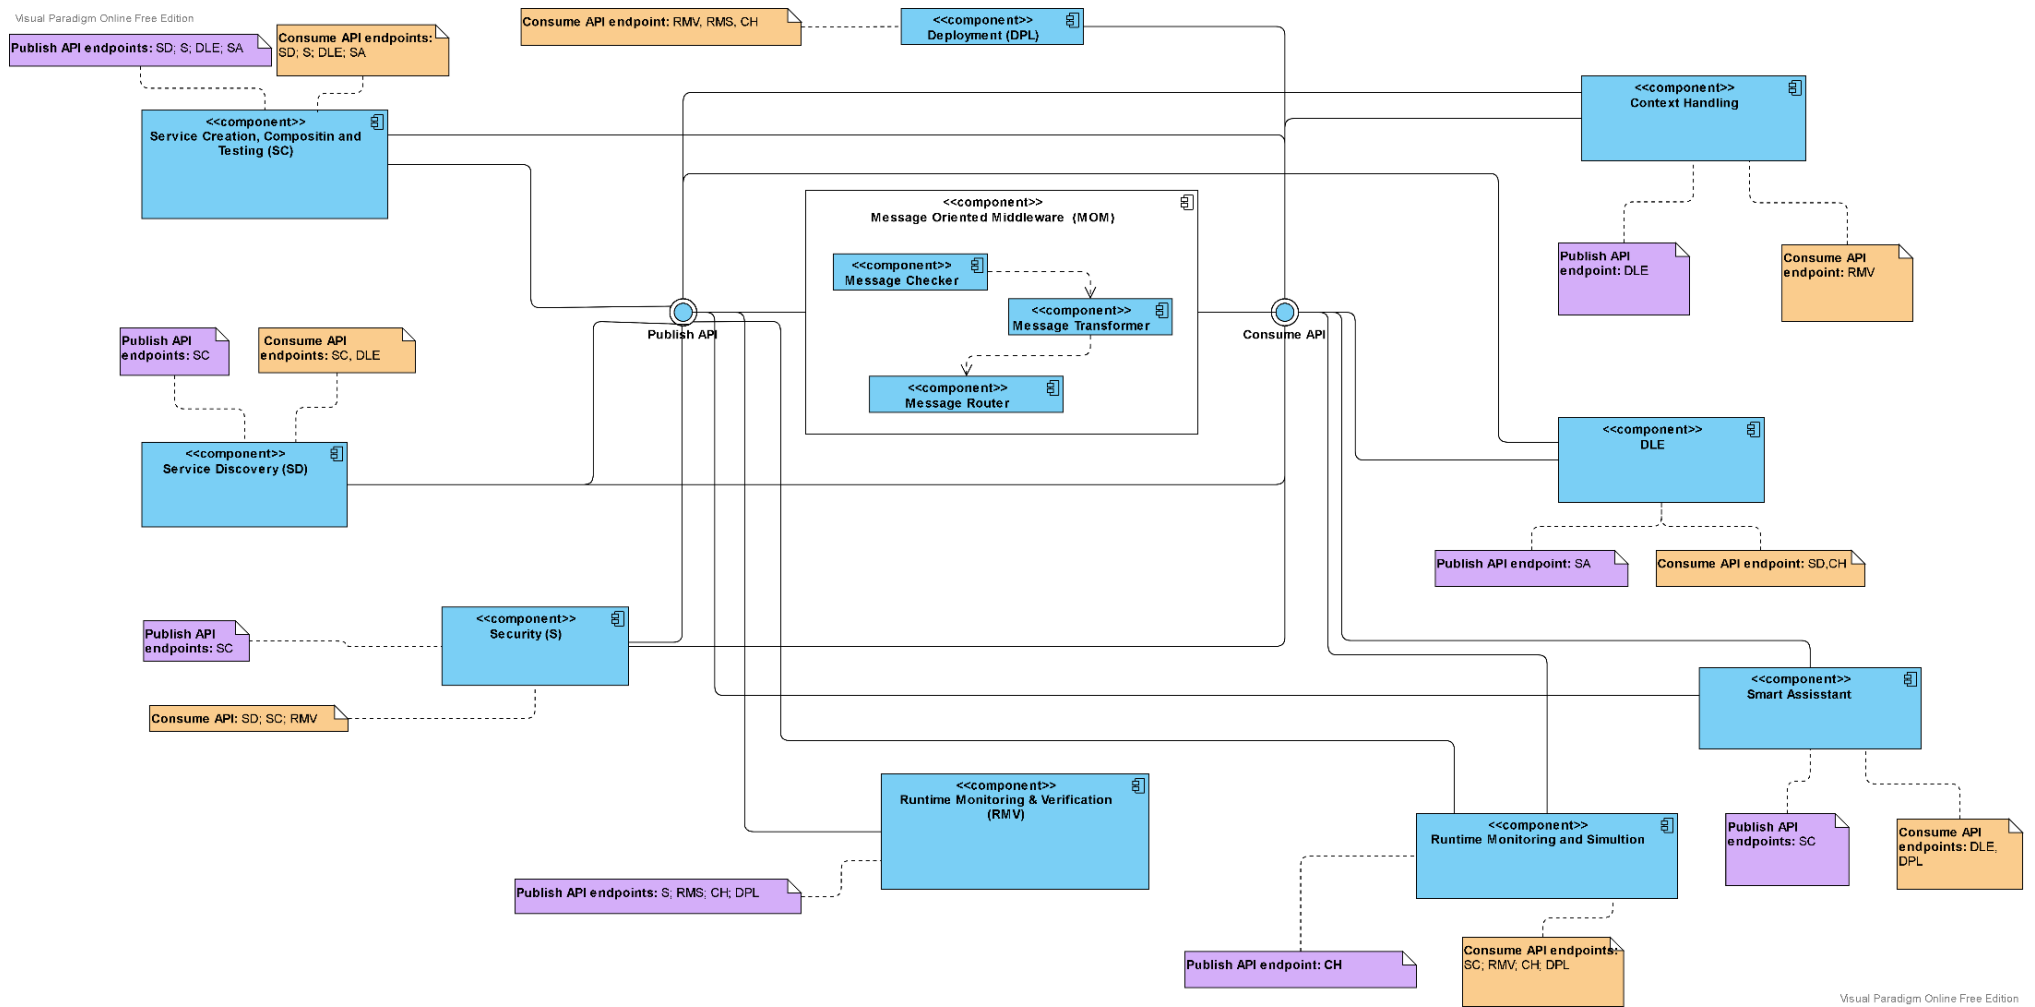 Visual Paradigm Online Free Edition
Publish API endpoints: SD; S; DLE; SA
Consume API endpoints:
SD; S; DLE; SA
Consume API endpoint: RMV, RMS, CH
<<component>>
Deployment (DPL)
<<component>>
Context Handling
<<component>>
Service Creation, Compositin and
Testing (SC)
<<component>>
Message Oriented Middleware (MOM)
<<component>>
Message Checker
<<component>>
Message Transformer
<<component>>
Message Router
Publish API
Consume API
Publish API
endpoint: DLE
Consume API
endpoint: RMV
Publish API
endpoints: SC
Consume API
endpoints: SC, DLE
<<component>>
Service Discovery (SD)
<<component>>
DLE
Publish API endpoint: SA
Consume API endpoint: SD,CH
Publish API
endpoints: SC
<<component>>
Security (S)
Consume API: SD; SC; RMV
<<component>>
Smart Assisstant
<<component>>
Runtime Monitoring & Verification
(RMV)
Publish API endpoints: S; RMS; CH; DPL
<<component>>
Runtime Monitoring and Simultion
Publish API
endpoints: SC
Consume API
endpoints: DLE,
DPL
Publish API endpoint: CH
Consume API endpoints:
SC; RMV; CH; DPL
Visual Paradigm Online Free Edition